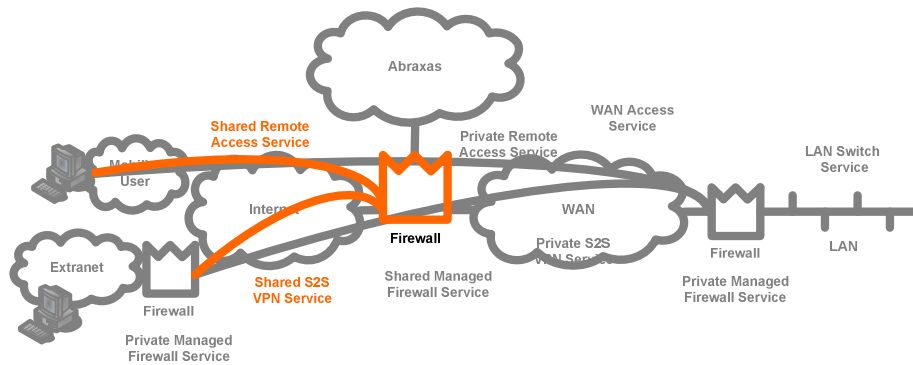 Abraxas
Shared Remote
Access Service
Private Remote
Access Service
WAN Access
Service
LAN Switch
Service
User
Internet
WAN
Firewall
Private S2S
VPN Service
Firewall
LAN
Extranet
Shared S2S
VPN Service
Shared Managed
Firewall Service
Private Managed
Firewall Service
Firewall
Private Managed
Firewall Service